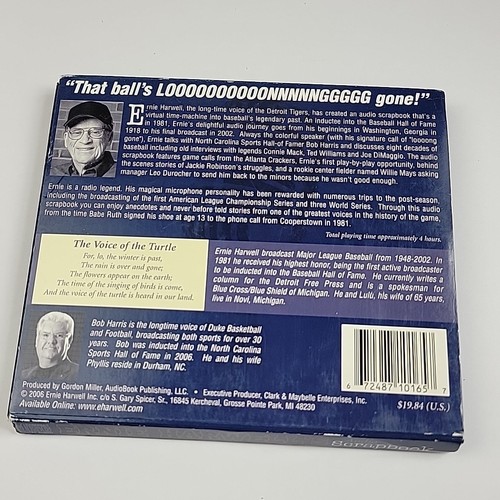 "That ball's LOOOOOOOOOONNNNNGGGGG gone!"
Ernie Harwell, the long-time voice of the Detroit Tigers, has created an audio scrapbook that's a
virtual time-machine into baseball's legendary past. An inductee into the Baseball Hall of Fame
in 1981, Ernie's delightful audio journey goes from his beginnings in Washington, Georgia in
1918 to his final broadcast in 2002. Always the colorful speaker (with his signature call of "loooong
gone"), Ernie talks with North Carolina Sports Hall-of Famer Bob Harris and discusses eight decades of
baseball including old interviews with legends Connie Mack, Ted Williams and Joe DiMaggio. The audio
scrapbook features game calls from the Atlanta Crackers, Ernie's first play-by-play opportunity, behind
the scenes stories of Jackie Robinson's struggles, and a rookie center fielder named Willie Mays asking
manager Leo Durocher to send him back to the minors because he wasn't good enough.
Ernie is a radio legend. His magical microphone personality has been rewarded with numerous trips to the post-season,
including the broadcasting of the first American League Championship Series and three World Series. Through this audio
scrapbook you can enjoy anecdotes and never before told stories from one of the greatest voices in the history of the game,
from the time Babe Ruth signed his shoe at age 13 to the phone call from Cooperstown in 1981.
Total playing time approximately 4 hours.
The Voice of the Turtle
For, lo, the winter is past,
The rain is over and gone;
The flowers appear on the earth;
The time of the singing of birds is come,
And the voice of the turtle is heard in our land.
Ernie Harwell broadcast Major League Baseball from 1948-2002. In
1981 he received his highest honor, being the first active broadcaster
to be inducted into the Baseball Hall of Fame. He currently writes a
column for the Detroit Free Press and is a spokesman for
Blue Cross/Blue Shield of Michigan. He and Lulu, his wife of 65 years,
live in Novi, Michigan.
Bob Harris is the longtime voice of Duke Basketball
and Football, broadcasting both sports for over 30
years. Bob was inducted into the North Carolina
Sports Hall of Fame in 2006. He and his wife
Phyllis reside in Durham, NC.
6 72487 10165 7
$19.84 (U.S.)
Produced by Gordon Miller, AudioBook Publishing, LLC. • Executive Producer, Clark & Maybelle Enterprises, Inc.
© 2006 Ernie Harwell Inc. c/o S. Gary Spicer, Sr., 16845 Kercheval, Grosse Pointe Park, MI 48230
Available Online: www.eharwell.com
Scrapbook